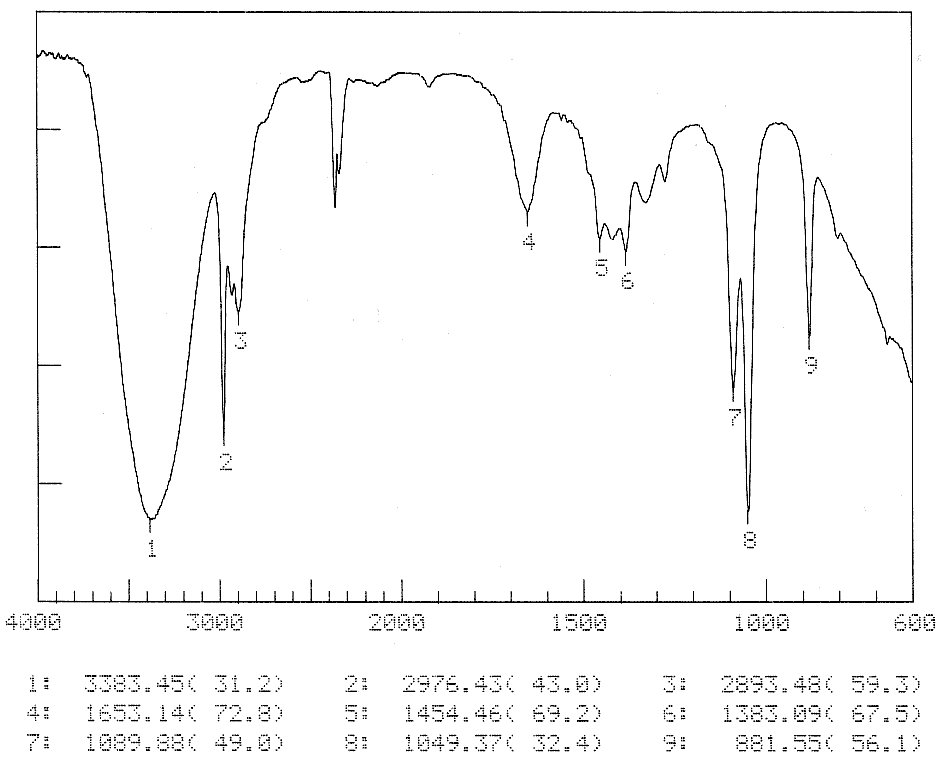 4
5
6
3
9
7
2
8
1
4000 3000 2000 1500 1000 600
1: 3383.45( 31.2) 2: 2976.43( 43.0) 3: 2893.48( 59.3)
4: 1653.14( 72.8) 5: 1454.46( 69.2) 6: 1383.09( 67.5)
7: 1089.88( 49.0) 8: 1049.37( 32.4) 9: 881.55( 56.1)